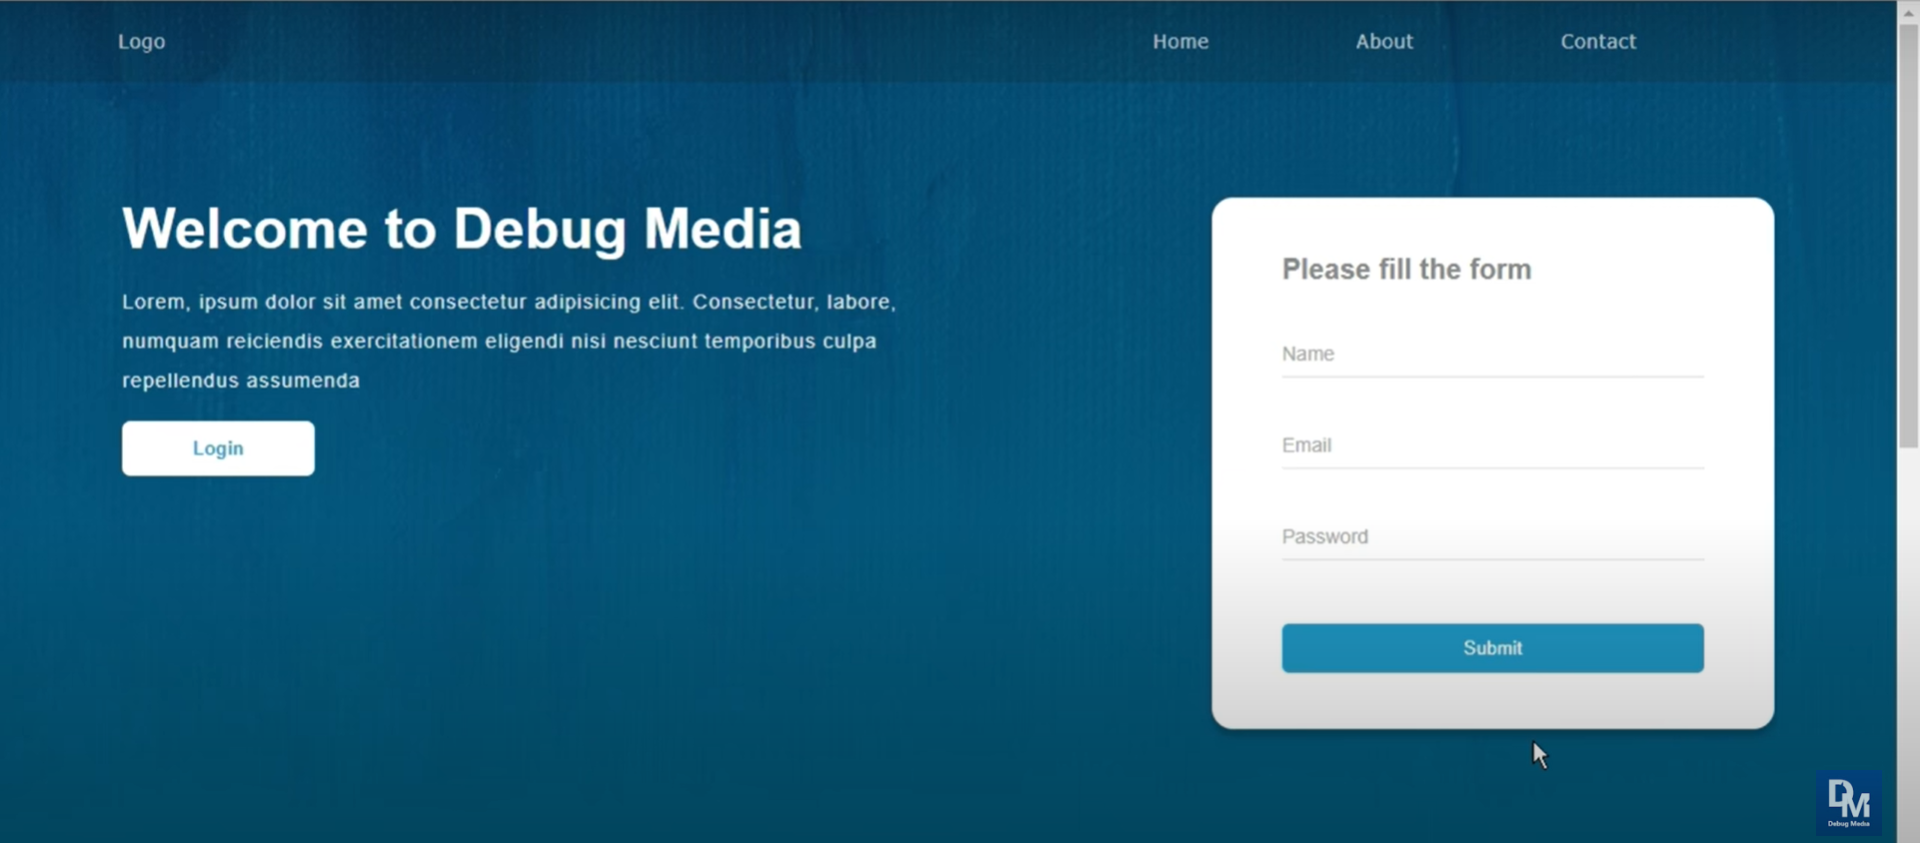 Logo
Home
About
Contact
Welcome to Debug Media
Lorem, ipsum dolor sit amet consectetur adipisicing elit. Consectetur, labore,
numquam reiciendis exercitationem eligendi nisi nesciunt temporibus culpa
repellendus assumenda
Login
Please fill the form
Name
Email
Password
Submit
DM
Debug Media